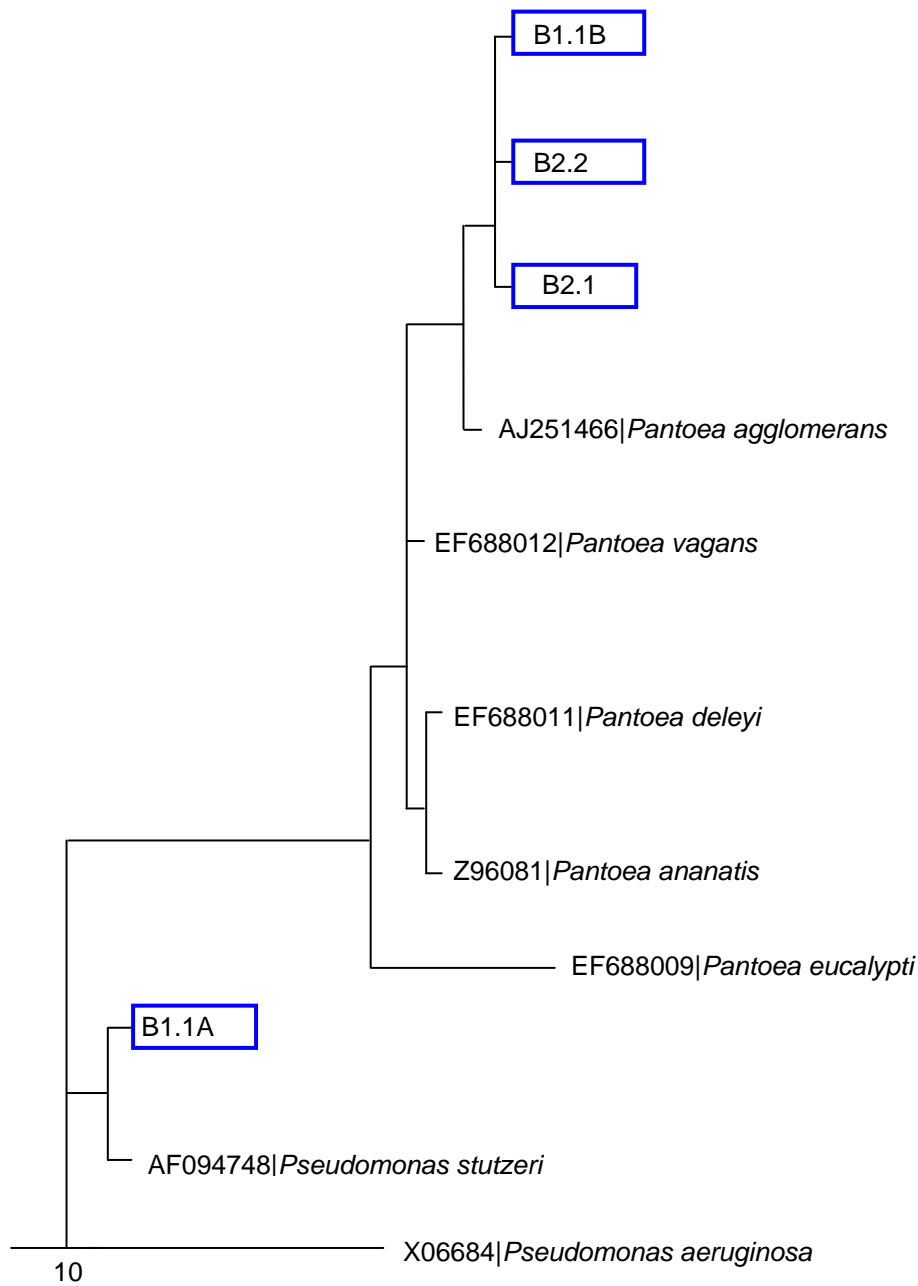 B1.1B
B2.2
B2.1
AJ251466|Pantoea agglomerans
EF688012|Pantoea vagans
EF688011|Pantoea deleyi
Z96081|Pantoea ananatis
EF688009|Pantoea eucalypti
B1.1A
AF094748|Pseudomonas stutzeri
X06684|Pseudomonas aeruginosa
10